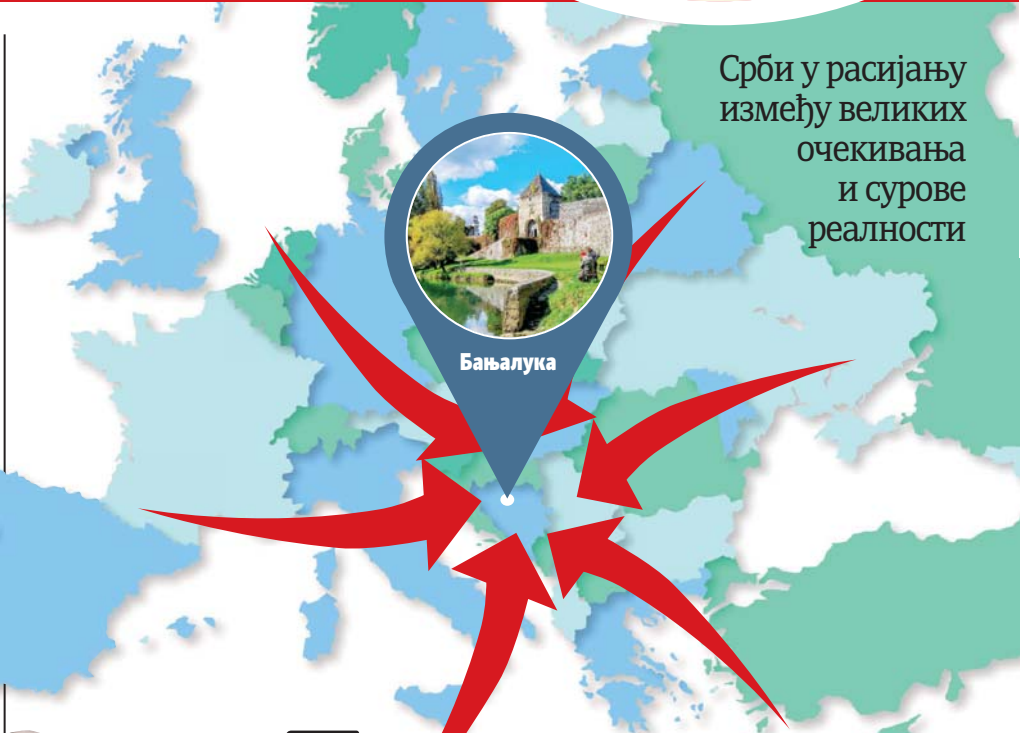 Срби у расијању
између великих
очекивања
и сурове
реалности
Бањалука